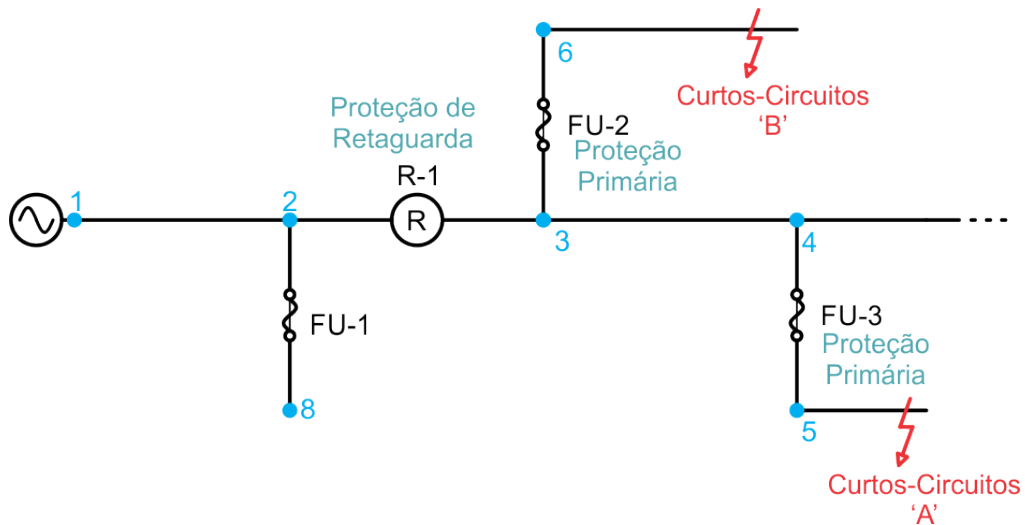 6
Curtos-Circuitos
‘B’
Proteção de
Retaguarda
FU-2
Proteção
Primária
R-1
1
2
R
3
4
FU-1
FU-3
Proteção
Primária
8
5
Curtos-Circuitos
‘A’